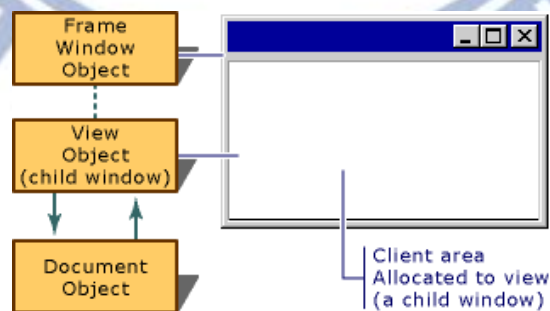 Frame
Window
Object
View
Object
(child window)
Document
Object
Client area
Allocated to view
(a child window)